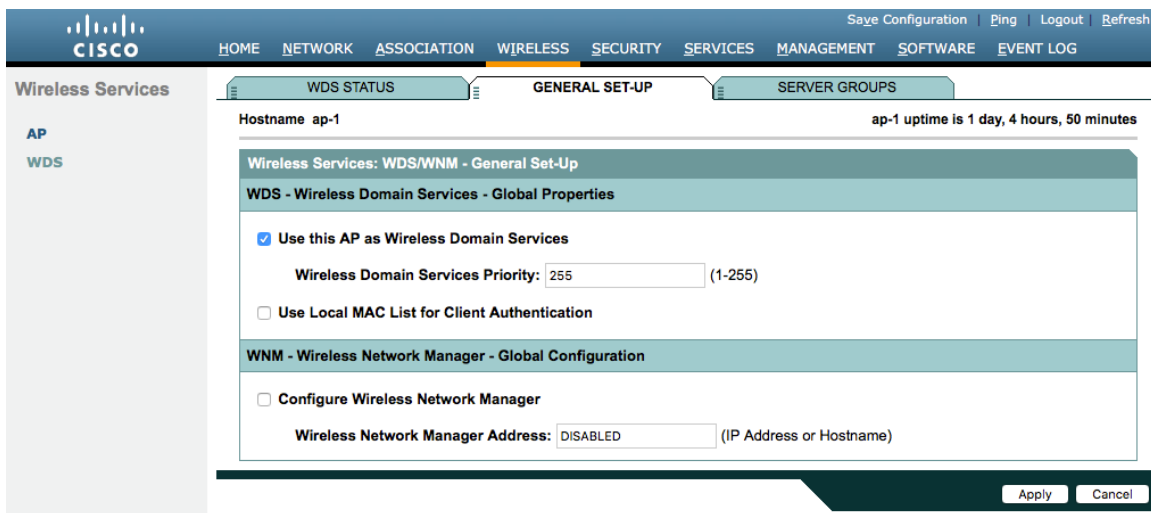 Save Configuration | Ping | Logout | Refresh
CISCO
HOME NETWORK ASSOCIATION WIRELESS SECURITY SERVICES MANAGEMENT SOFTWARE EVENT LOG
Wireless Services
AP
WDS
WDS STATUS GENERAL SET-UP SERVER GROUPS
Hostname ap-1 ap-1 uptime is 1 day, 4 hours, 50 minutes
Wireless Services: WDS/WNM - General Set-Up
WDS - Wireless Domain Services - Global Properties
Use this AP as Wireless Domain Services
Wireless Domain Services Priority: 255 (1-255)
Use Local MAC List for Client Authentication
WNM - Wireless Network Manager - Global Configuration
Configure Wireless Network Manager
Wireless Network Manager Address: DISABLED (IP Address or Hostname)
Apply Cancel